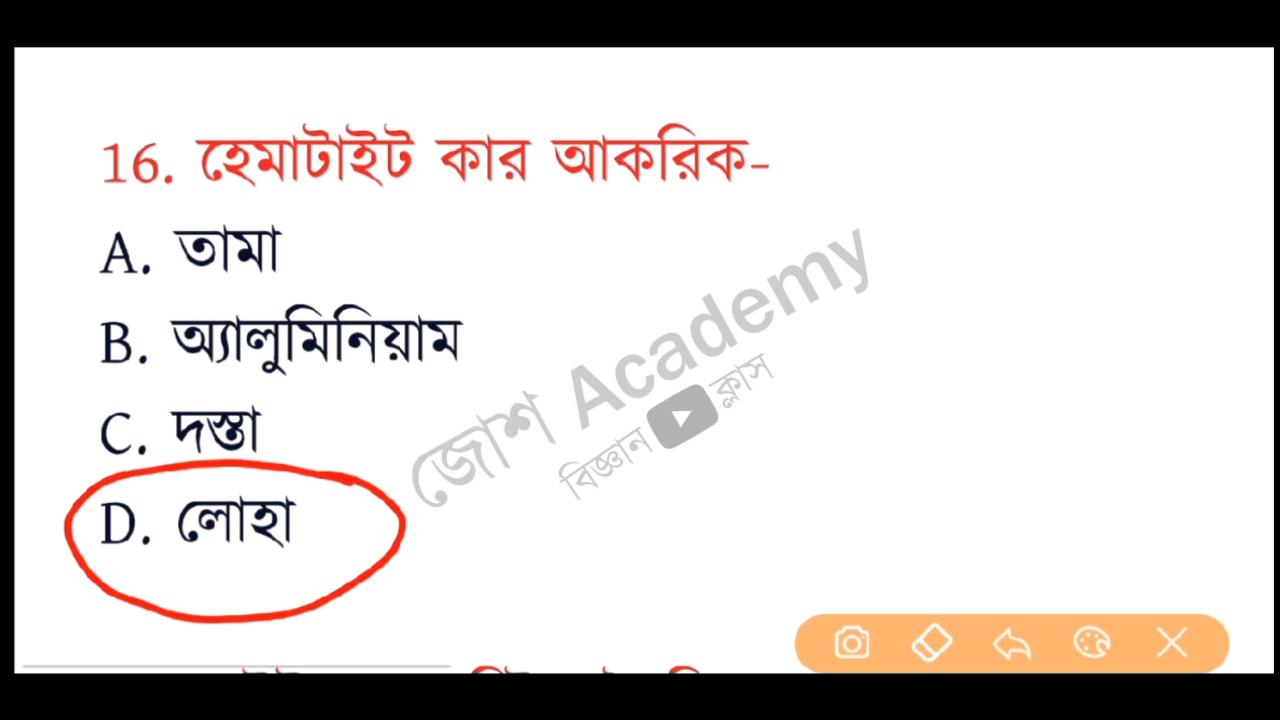 16. হেমাটাইট কার আকরিক-
A. তামা
B. অ্যালুমিনিয়াম
C. দস্তা
D. লোহা
জোশ Academy
বিজ্ঞান ক্লাস